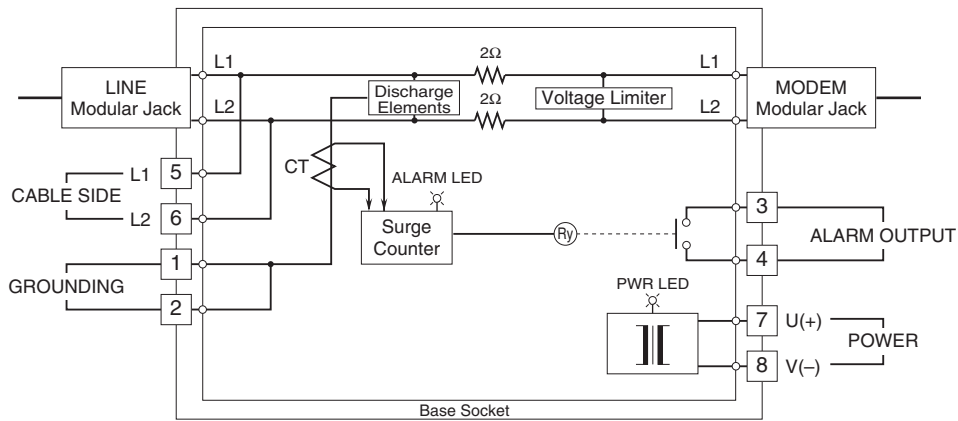 2Ω
L1
L1
LINE
Modular Jack
Discharge
Elements
2Ω
Voltage Limiter
MODEM
Modular Jack
L2
L2
CT
ALARM LED
5
L1
CABLE SIDE
L2
6
Surge
Counter
Ry
3
ALARM OUTPUT
4
1
GROUNDING
2
PWR LED
7
U(+)
POWER
8
V(–)
Base Socket